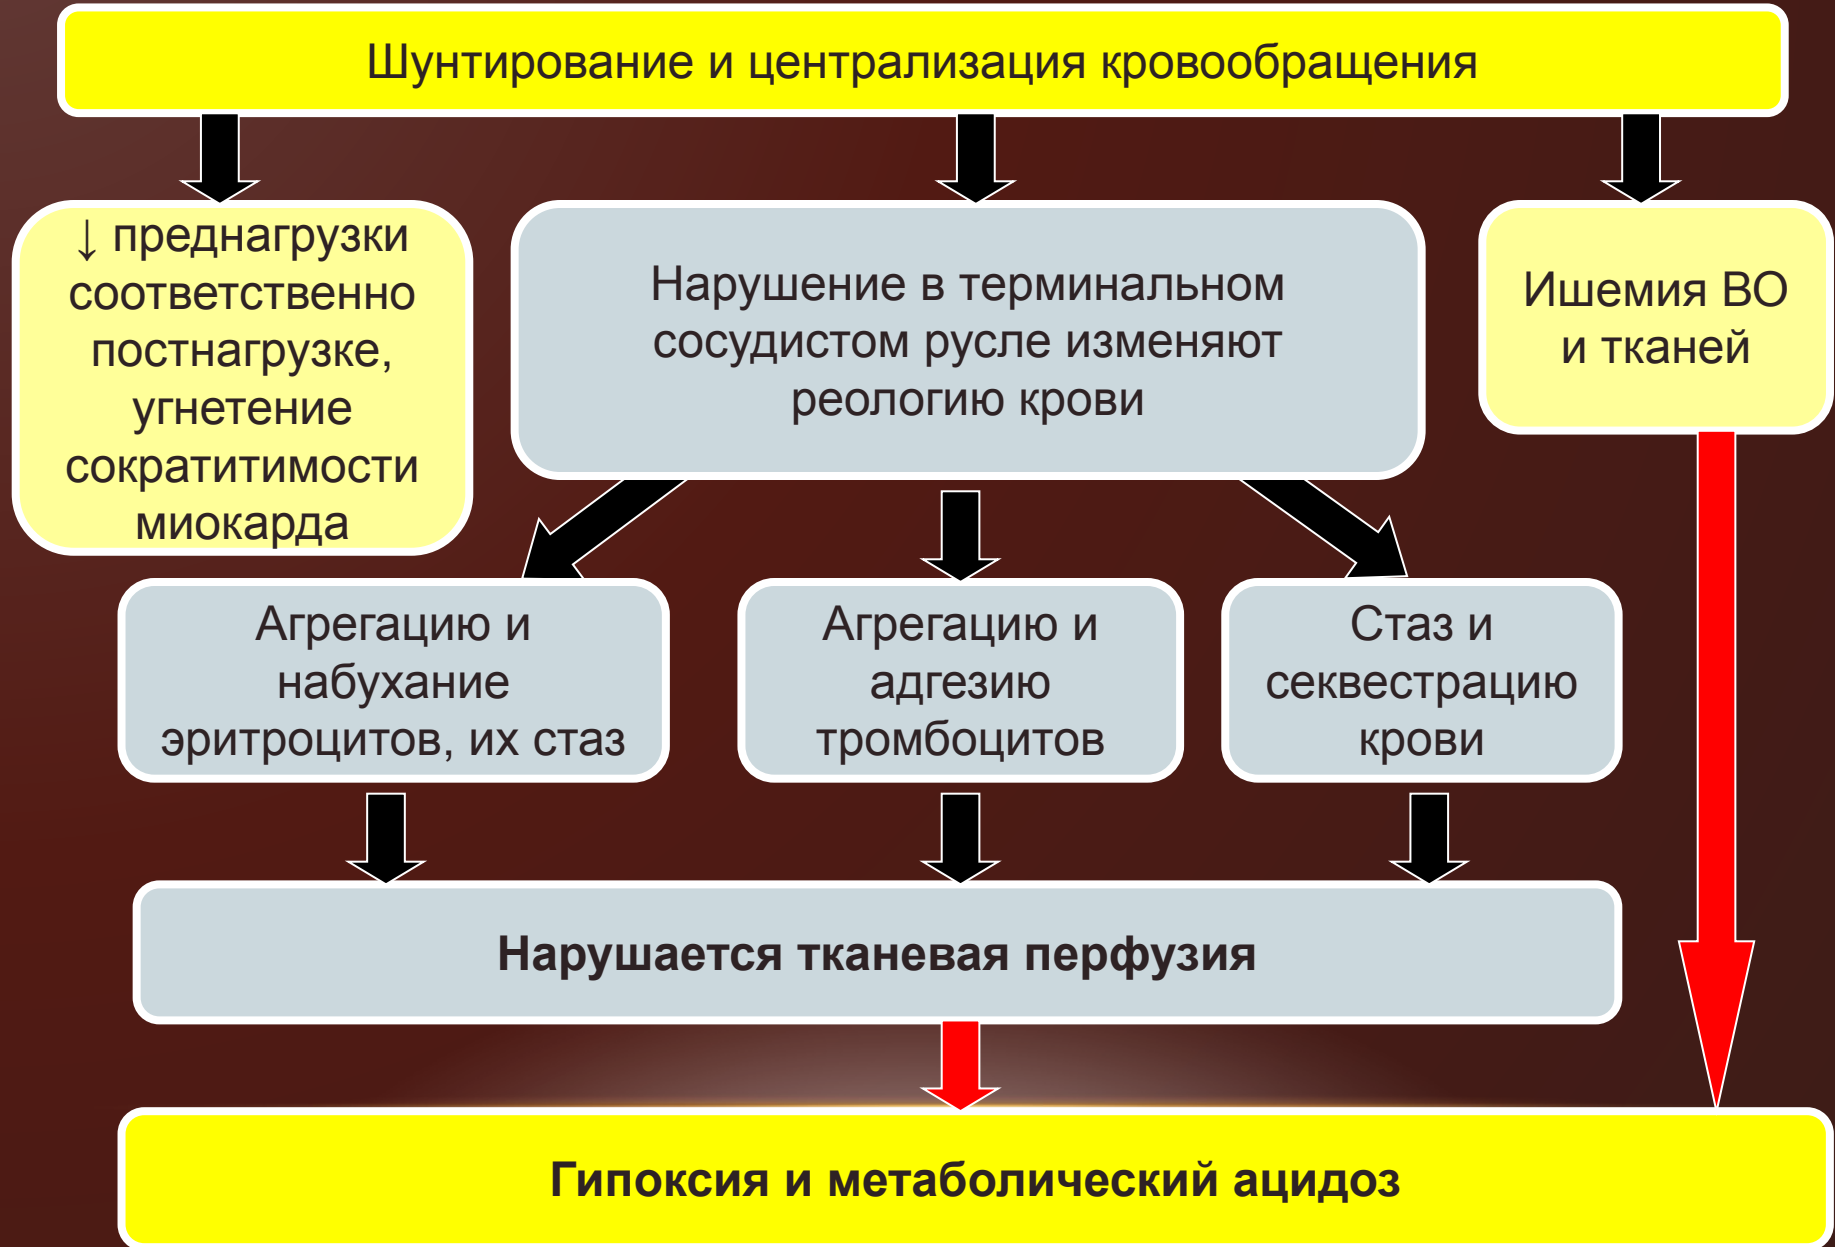 Шунтирование и централизация кровообращения
↓ преднагрузки
соответственно
постнагрузке,
угнетение
сократитимости
миокарда
Нарушение в терминальном
сосудистом русле изменяют
реологию крови
Ишемия ВО
и тканей
Агрегацию и
набухание
эритроцитов, их стаз
Агрегацию и
адгезию
тромбоцитов
Стаз и
секвестрацию
крови
Нарушается тканевая перфузия
Гипоксия и метаболический ацидоз